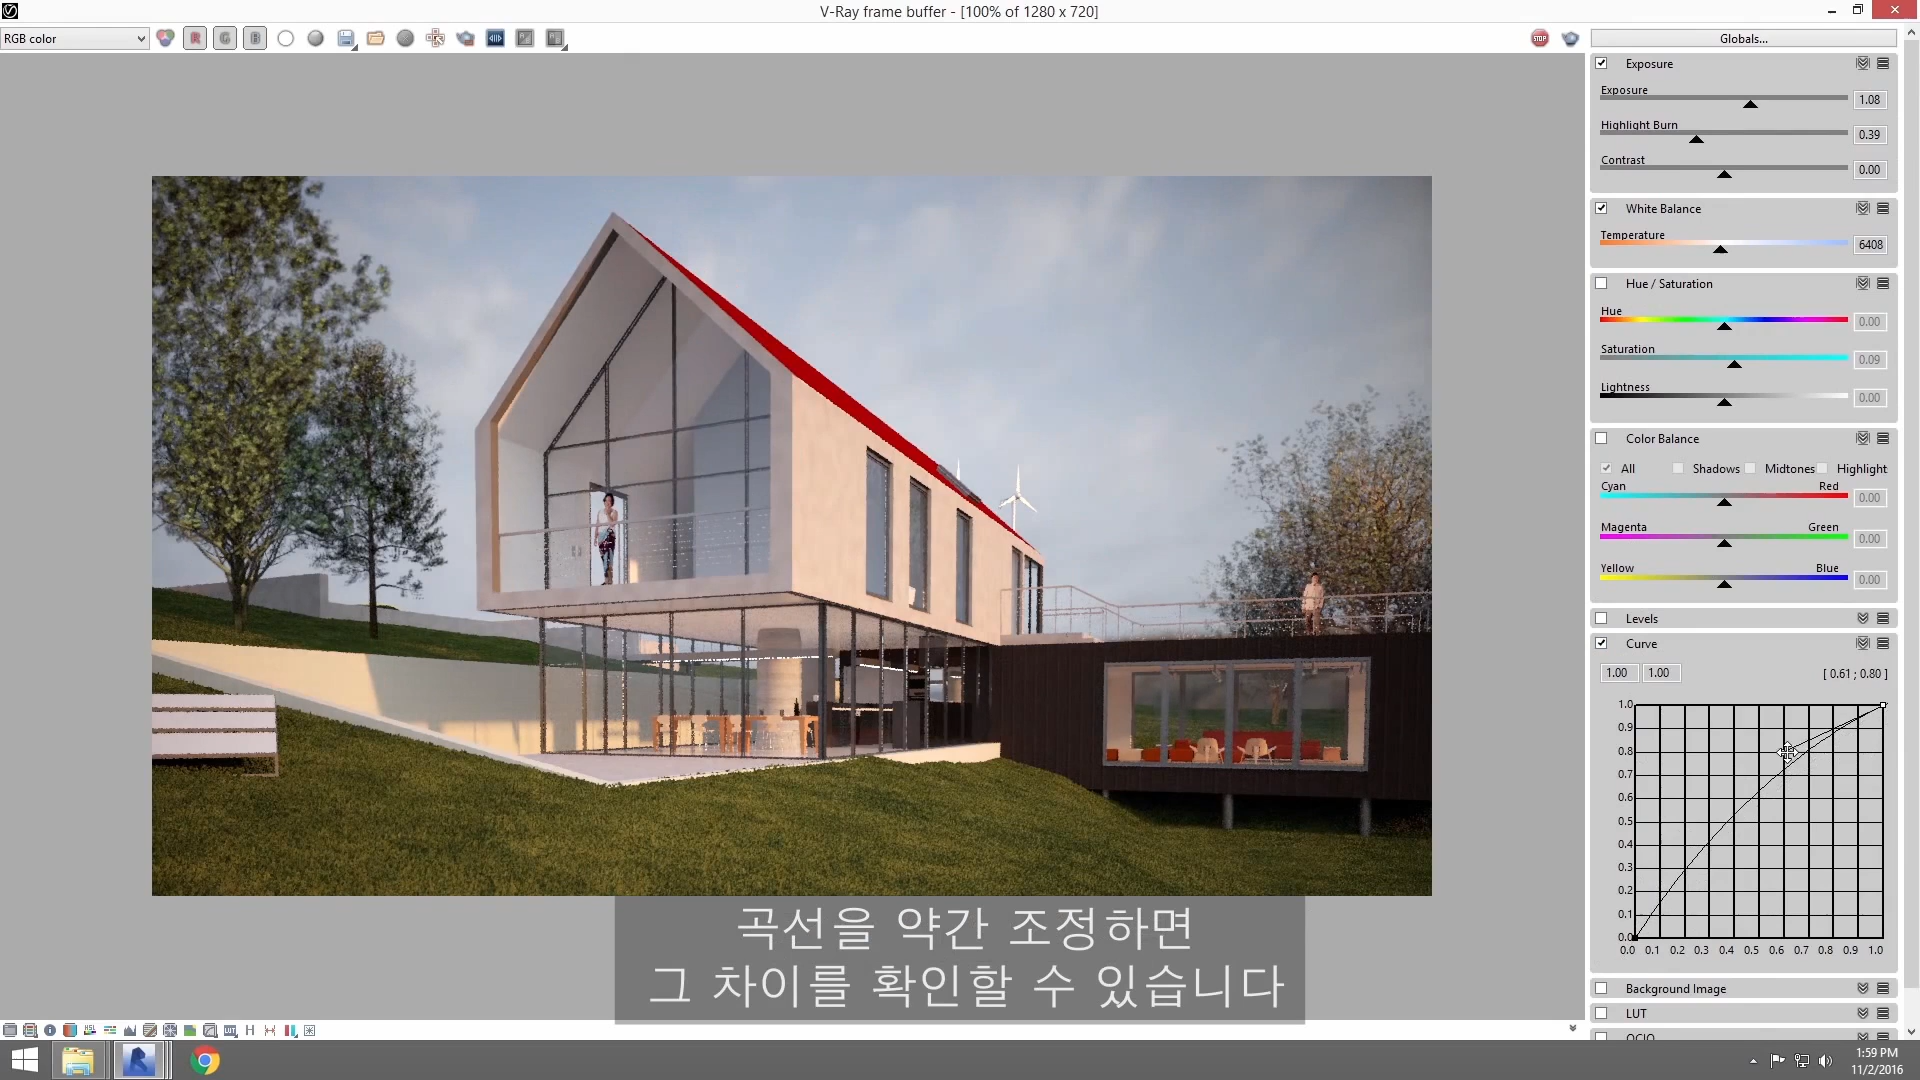 V-Ray frame buffer - [100% of 1280 x 720]
RGB color
R G B
STOP
Globals...
Exposure
Exposure
1.08
Highlight Burn
0.39
Contrast
0.00
White Balance
Temperature
6408
Hue / Saturation
Hue
0.00
Saturation
0.09
Lightness
0.00
Color Balance
All Shadows Midtones Highlight
Cyan Red
0.00
Magenta Green
0.00
Yellow Blue
0.00
Levels
Curve
1.00 1.00 [ 0.61 ; 0.80 ]
1.0
0.9
0.8
0.7
0.6
0.5
0.4
0.3
0.2
0.1
0.0
0.0 0.1 0.2 0.3 0.4 0.5 0.6 0.7 0.8 0.9 1.0
곡선을 약간 조정하면
그 차이를 확인할 수 있습니다
Background Image
LUT
OCIO
1:59 PM
11/2/2016